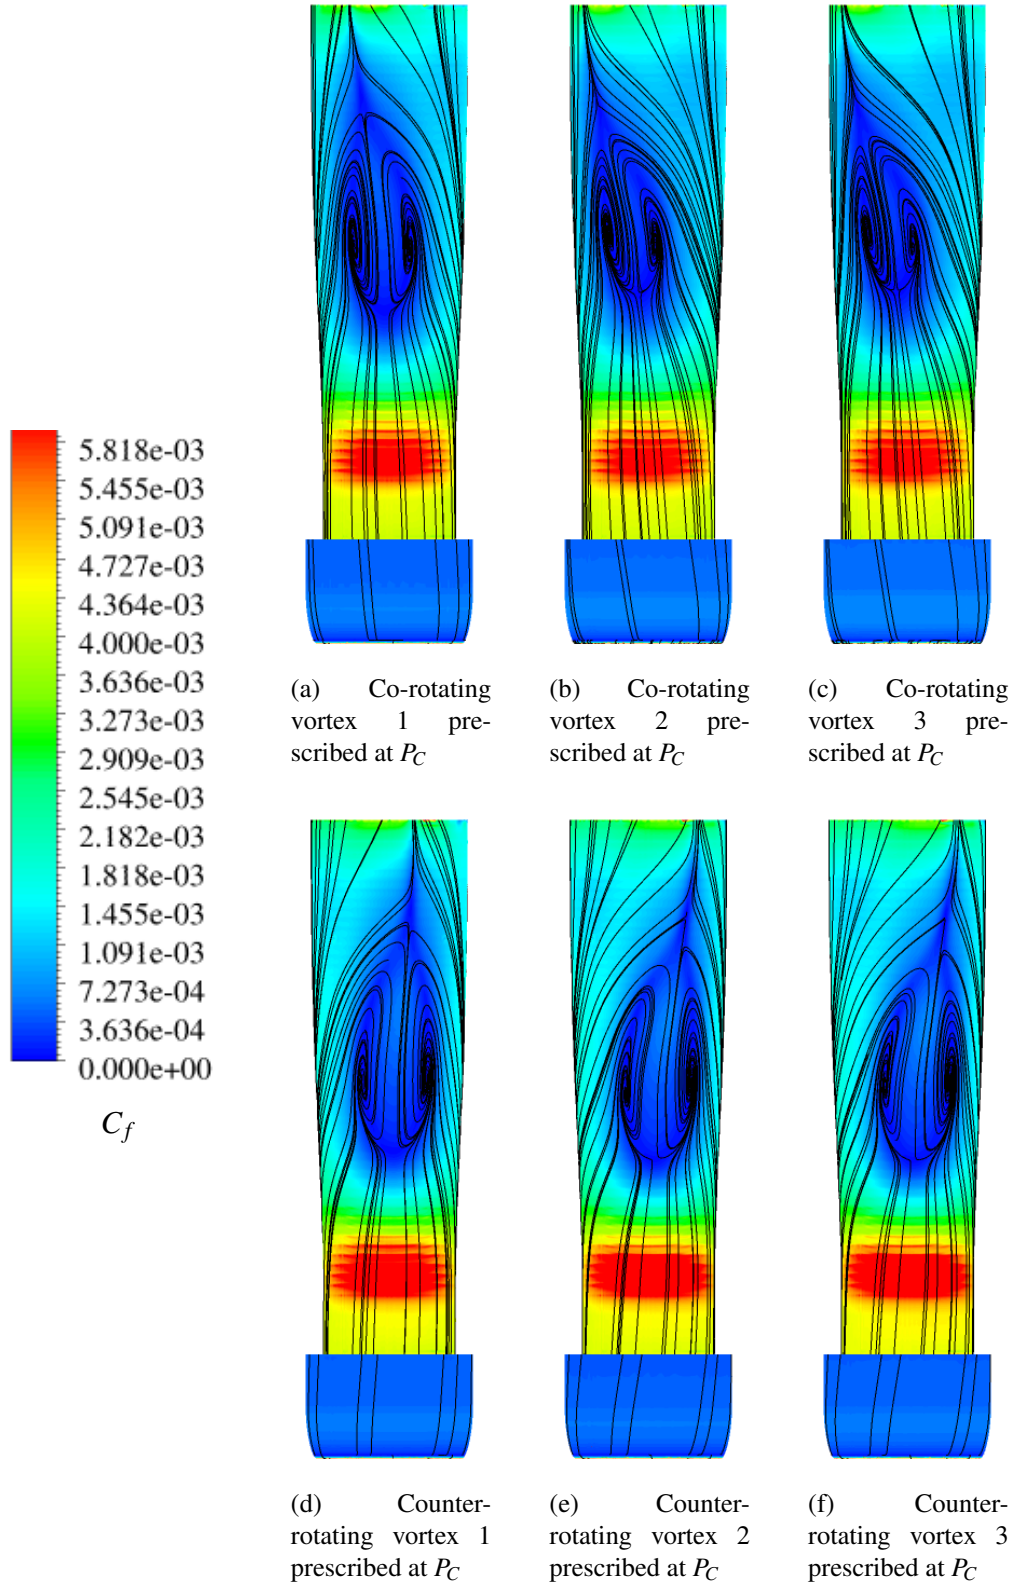 5.818e-03
5.455e-03
5.091e-03
4.727e-03
4.364e-03
4.000e-03
3.636e-03
3.273e-03
2.909e-03
2.545e-03
2.182e-03
1.818e-03
1.455e-03
1.091e-03
7.273e-04
3.636e-04
0.000e+00
C_f
(a) Co-rotating
vortex 1 pre-
scribed at P_C
(b) Co-rotating
vortex 2 pre-
scribed at P_C
(c) Co-rotating
vortex 3 pre-
scribed at P_C
(d) Counter-
rotating vortex 1
prescribed at P_C
(e) Counter-
rotating vortex 2
prescribed at P_C
(f) Counter-
rotating vortex 3
prescribed at P_C